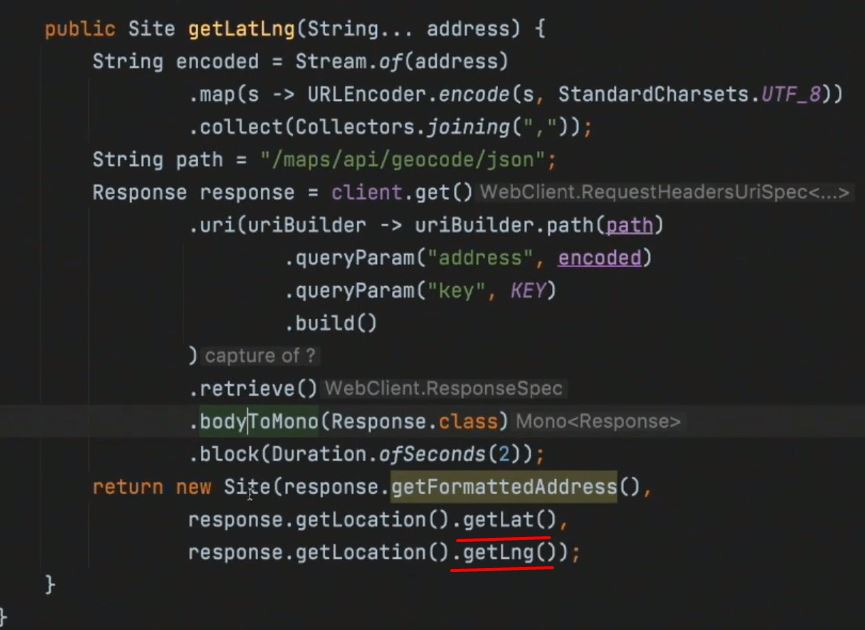 public Site getLatLng(String... address) {
String encoded = Stream.of(address)
.map(s -> URLEncoder.encode(s, StandardCharsets.UTF_8))
.collect(Collectors.joining(","));
String path = "/maps/api/geocode/json";
Response response = client.get() WebClient.RequestHeadersUriSpec<...>
.uri(uriBuilder -> uriBuilder.path(path)
.queryParam("address", encoded)
.queryParam("key", KEY)
.build()
) capture of ?
.retrieve() WebClient.ResponseSpec
.bodyToMono(Response.class) Mono<Response>
.block(Duration.ofSeconds(2));
return new Site(response.getFormattedAddress(),
response.getLocation().getLat(),
response.getLocation().getLng());
}
}